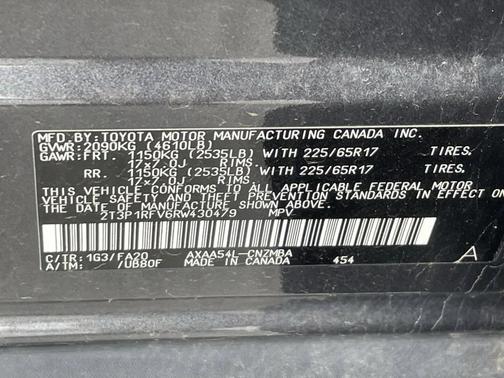 MFD.BY:TOYOTA MOTOR MANUFACTURING CANADA INC.
GVWR:2090KG (4610LB)
GAWR:FRT. 1150KG (2535LB) WITH 225/65R17 TIRES,
17x7.0J RIMS
RR. 1150KG (2535LB) WITH 225/65R17 TIRES,
17x7.0J RIMS
THIS VEHICLE CONFORMS TO ALL APPLICABLE FEDERAL MOTOR
VEHICLE SAFETY STANDARDS IN EFFECT ON
THE DATE OF MANUFACTURE SHOWN ABOVE.
2T3P1RFV6RW430479 MPV
C/TR:1G3/FA20 AXAA54L-CNZMBA
A/TM: /UB80F MADE IN CANADA 454 A